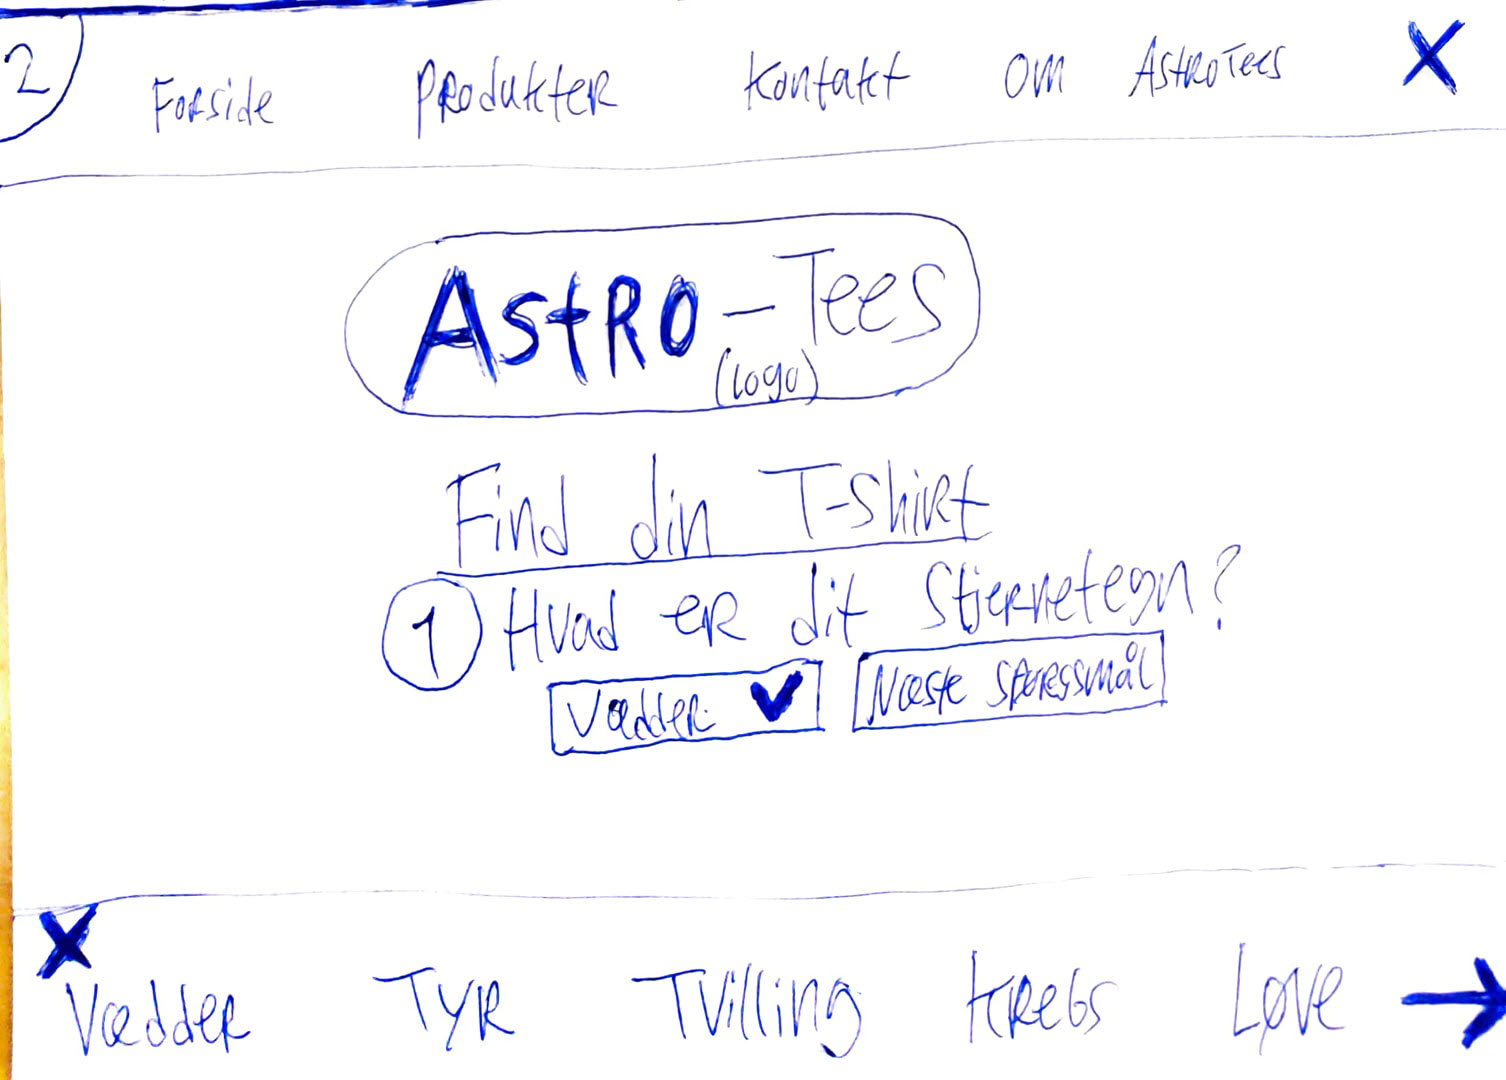 2
Forside Produkter Kontakt Om AstroTees X
Astro-Tees
(logo)
Find din T-Shirt
1 Hvad er dit Stjernetegn?
Vædder Næste spørgsmål
X
Vædder Tyr Tvilling Krebs Løve →